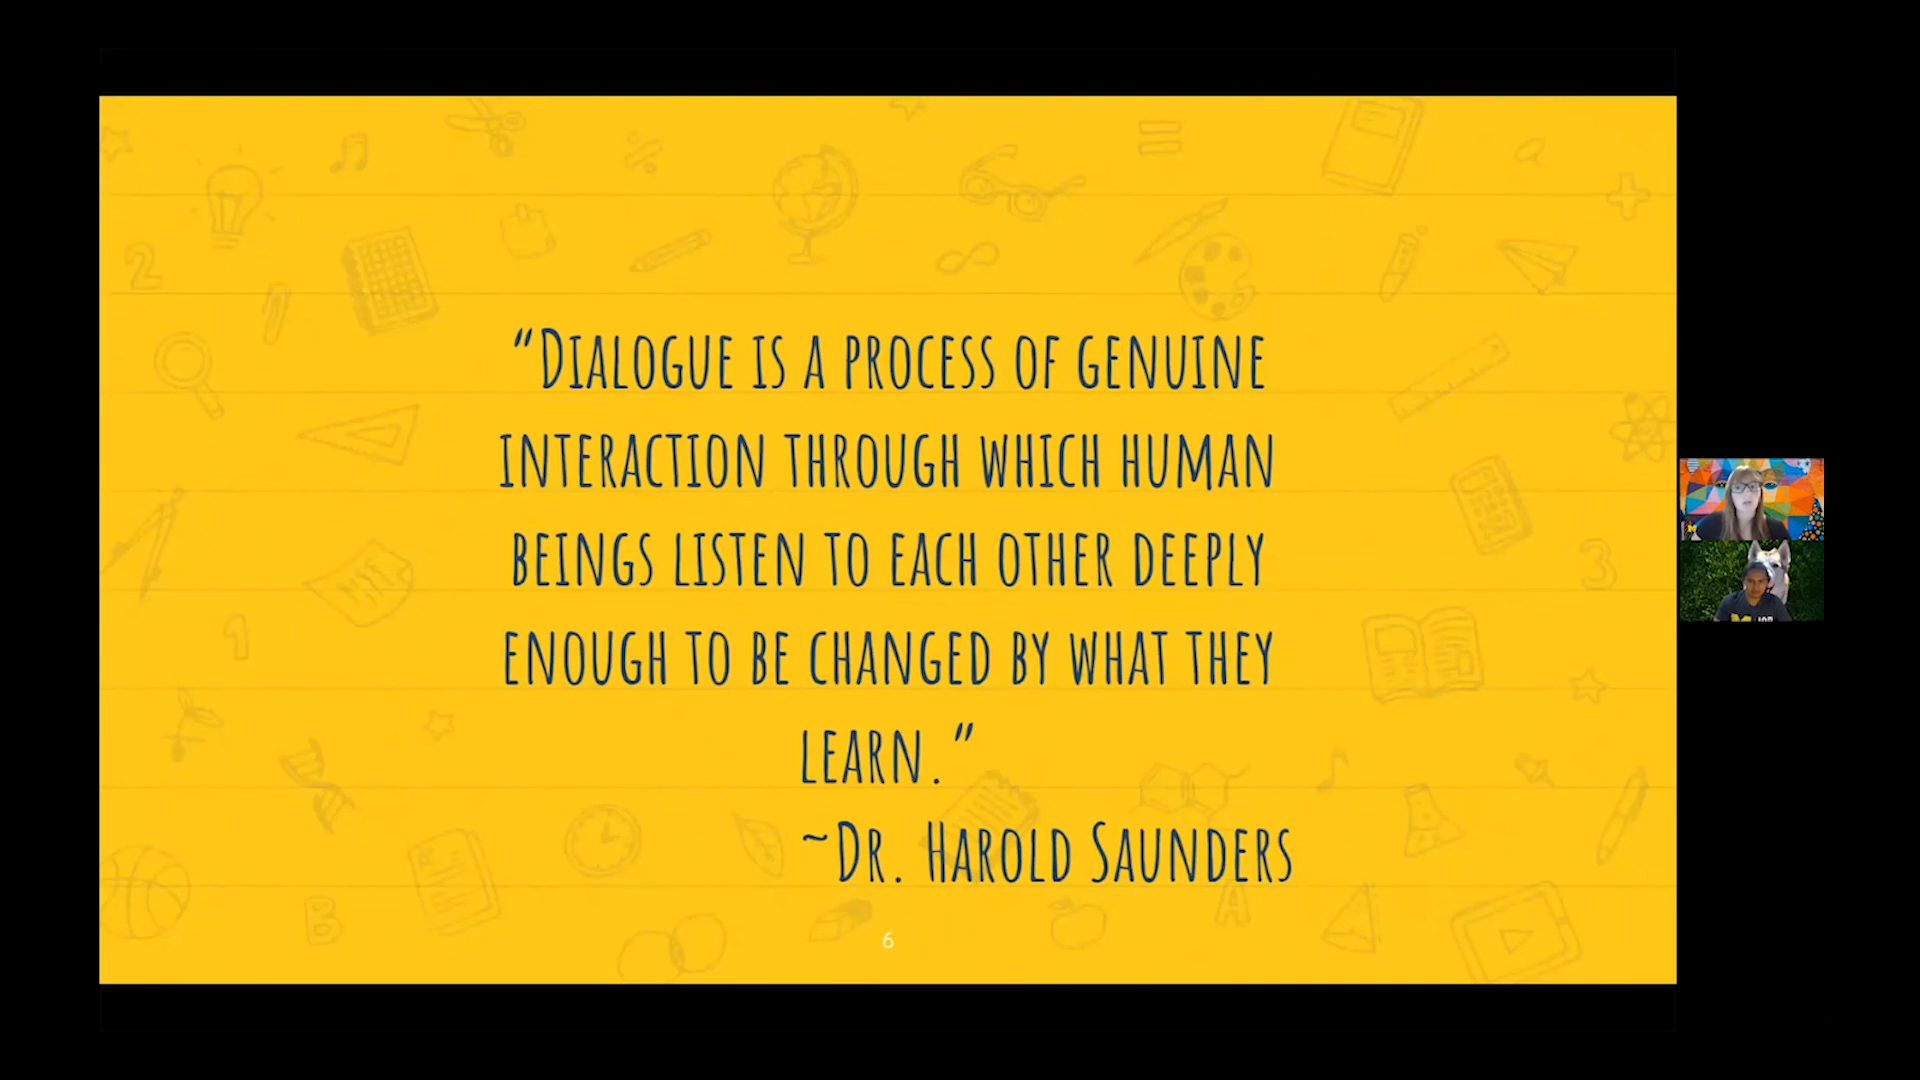 “DIALOGUE IS A PROCESS OF GENUINE
INTERACTION THROUGH WHICH HUMAN
BEINGS LISTEN TO EACH OTHER DEEPLY
ENOUGH TO BE CHANGED BY WHAT THEY
LEARN.”
~DR. HAROLD SAUNDERS
6